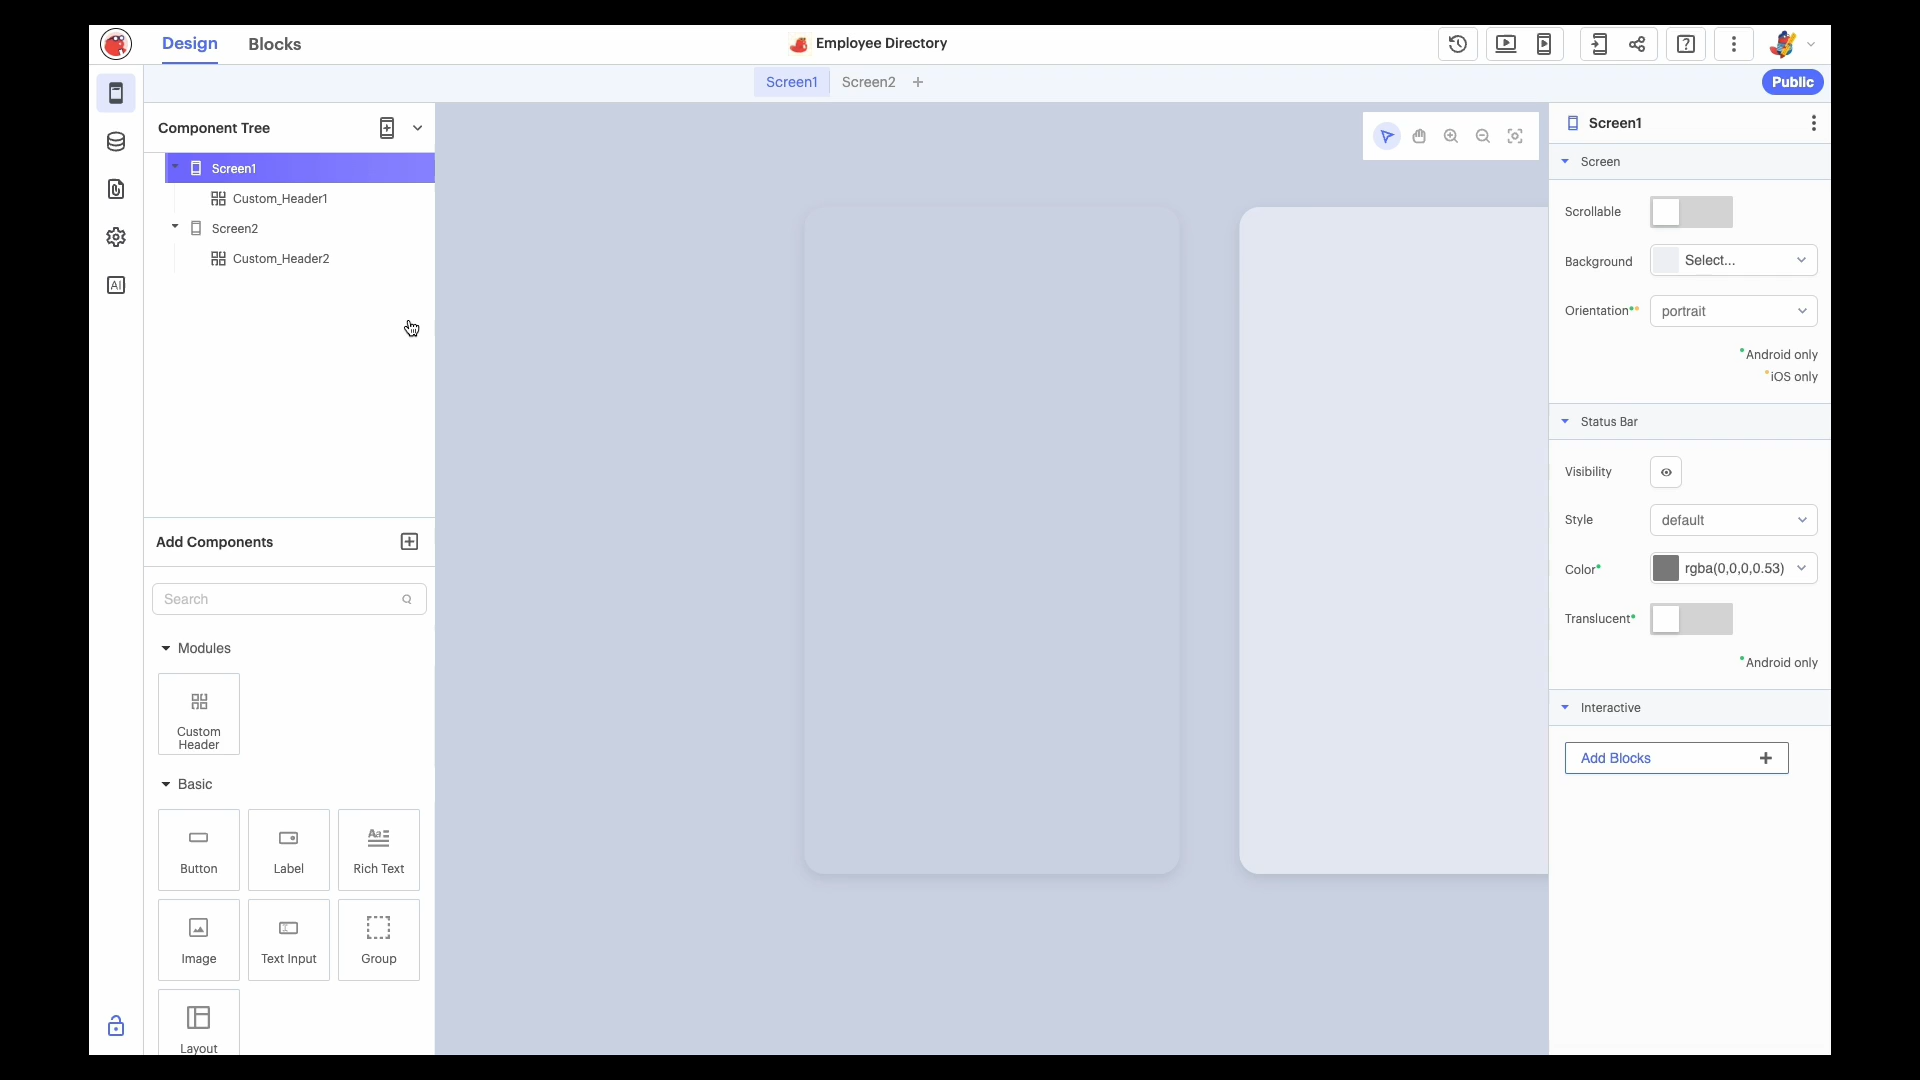 Design
Blocks
Employee Directory
Screen1
Screen2
Public
Component Tree
Screen1
Custom_Header1
Screen2
Custom_Header2
AI
Add Components
Search
Modules
Custom
Header
Basic
Button
Label
Aa
Rich Text
Image
Text Input
Group
Layout
Screen1
Screen
Scrollable
Background
Select...
Orientation
portrait
Android only
iOS only
Status Bar
Visibility
Style
default
Color
rgba(0,0,0,0.53)
Translucent
Android only
Interactive
Add Blocks